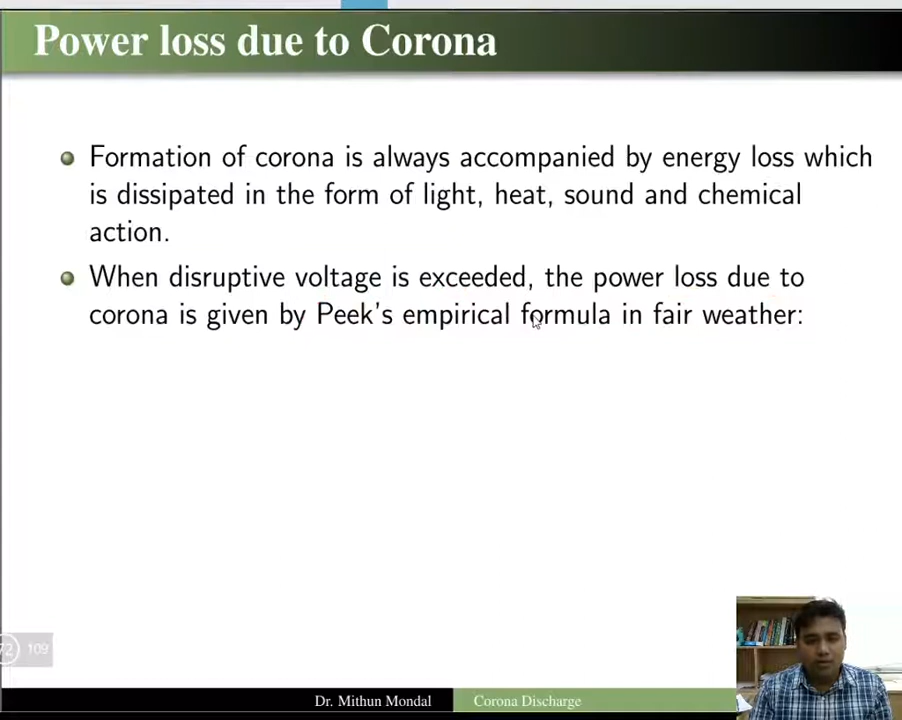 Power loss due to Corona
Formation of corona is always accompanied by energy loss which
is dissipated in the form of light, heat, sound and chemical
action.
When disruptive voltage is exceeded, the power loss due to
corona is given by Peek's empirical formula in fair weather:
72 109
Dr. Mithun Mondal Corona Discharge